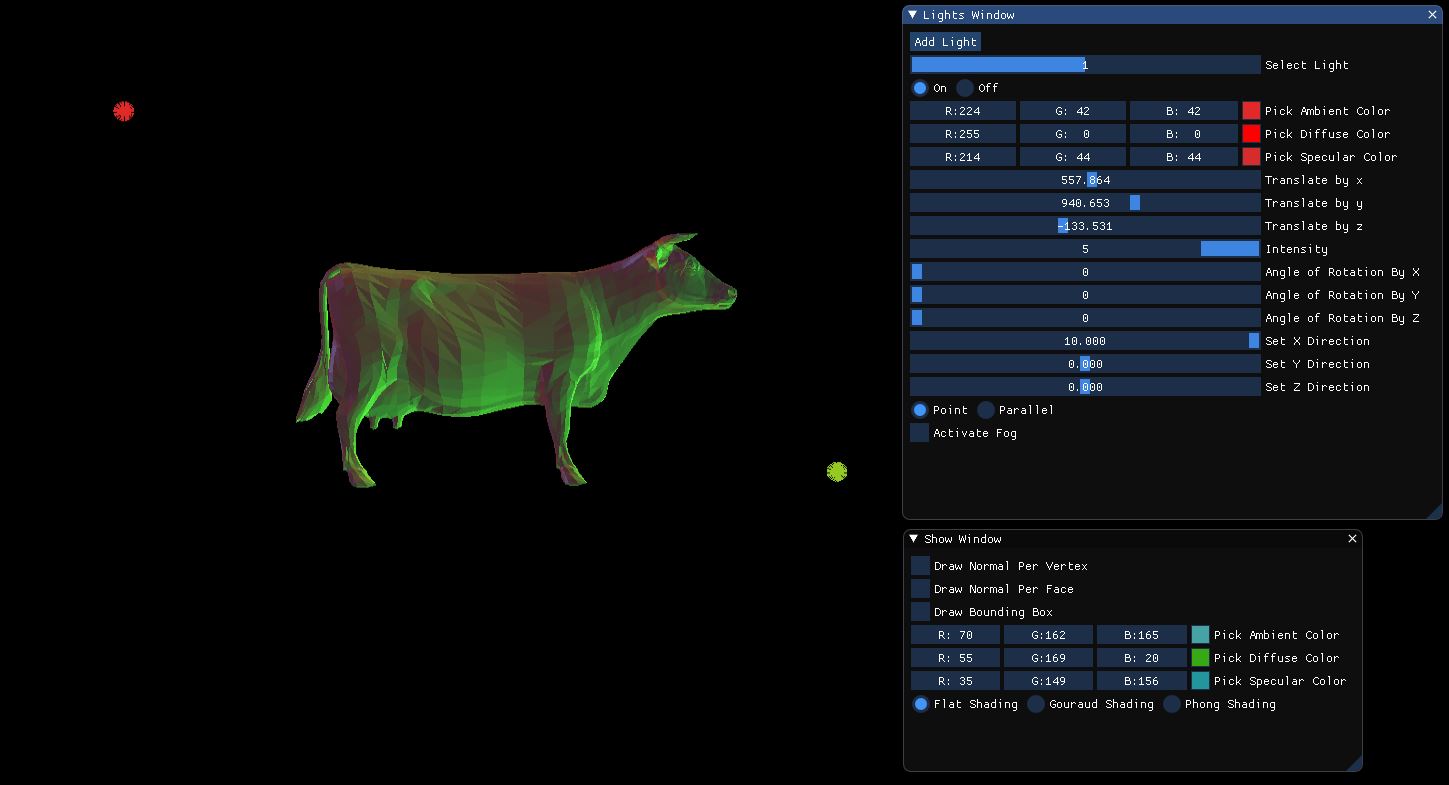 Lights Window
Add Light
1 Select Light
On Off
R:224 G: 42 B: 42 Pick Ambient Color
R:255 G: 0 B: 0 Pick Diffuse Color
R:214 G: 44 B: 44 Pick Specular Color
557.864 Translate by x
940.653 Translate by y
-133.531 Translate by z
5 Intensity
0 Angle of Rotation By X
0 Angle of Rotation By Y
0 Angle of Rotation By Z
10.000 Set X Direction
0.000 Set Y Direction
0.000 Set Z Direction
Point Parallel
Activate Fog
Show Window
Draw Normal Per Vertex
Draw Normal Per Face
Draw Bounding Box
R: 70 G:162 B:165 Pick Ambient Color
R: 55 G:169 B: 20 Pick Diffuse Color
R: 35 G:149 B:156 Pick Specular Color
Flat Shading Gouraud Shading Phong Shading